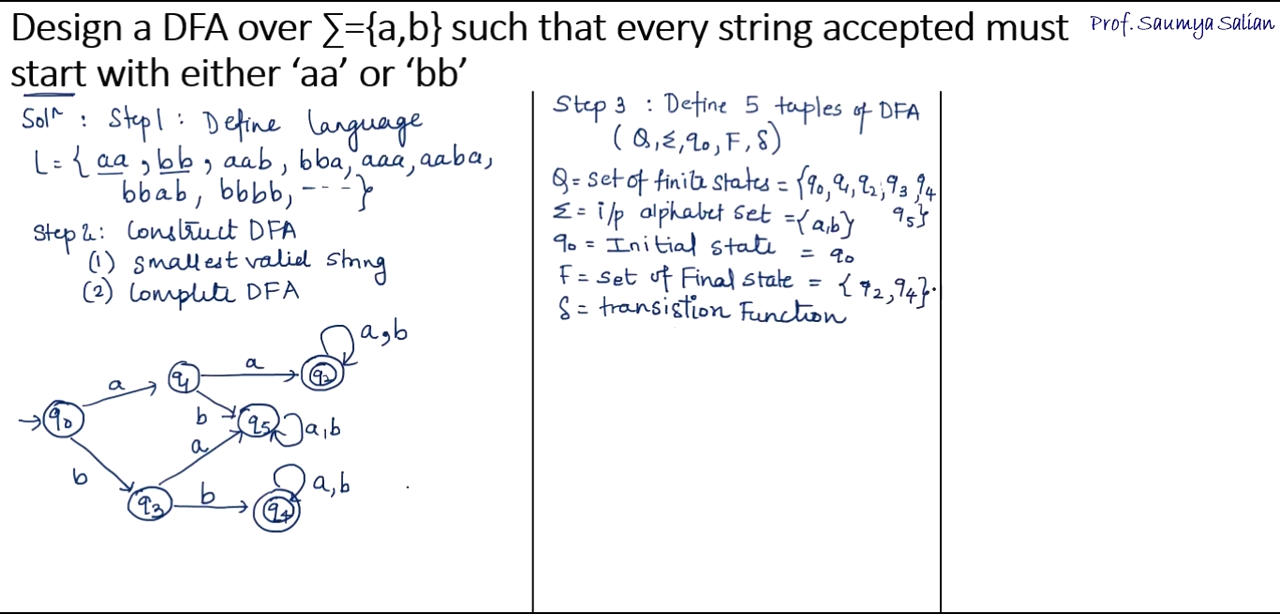 Design a DFA over ∑={a,b} such that every string accepted must
start with either ‘aa’ or ‘bb’
Prof. Saumya Salian
Solⁿ : Step1 : Define language
L = { aa , bb , aab , bba, aaa, aaba,
bbab, bbbb, - - - }
Step 2: Construct DFA
(1) smallest valid string
(2) Complete DFA
a,b
a
a
q1
q2
→ q0
b
q5
a,b
a
b
q3
b
q4
a,b
Step 3 : Define 5 tuples of DFA
( Q, Σ, q0, F, δ )
Q = set of finite states = {q0, q1, q2, q3, q4
q5}
Σ = i/p alphabet set = {a,b}
q0 = Initial state = q0
F = set of Final state = { q2, q4}.
δ = transistion Function